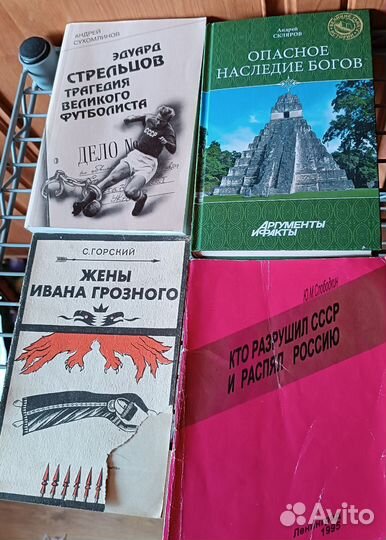 АНДРЕЙ
СУХОМЛИНОВ
ЭДУАРД
СТРЕЛЬЦОВ
ТРАГЕДИЯ
ВЕЛИКОГО
ФУТБОЛИСТА
ДЕЛО №
Андрей
СКЛЯРОВ
ОПАСНОЕ
НАСЛЕДИЕ БОГОВ
АРГУМЕНТЫ
И ФАКТЫ
С. ГОРСКИЙ
ЖЕНЫ
ИВАНА ГРОЗНОГО
Ю.М.Слободкин
КТО РАЗРУШИЛ СССР
И РАСПЯЛ РОССИЮ
1995
Avito